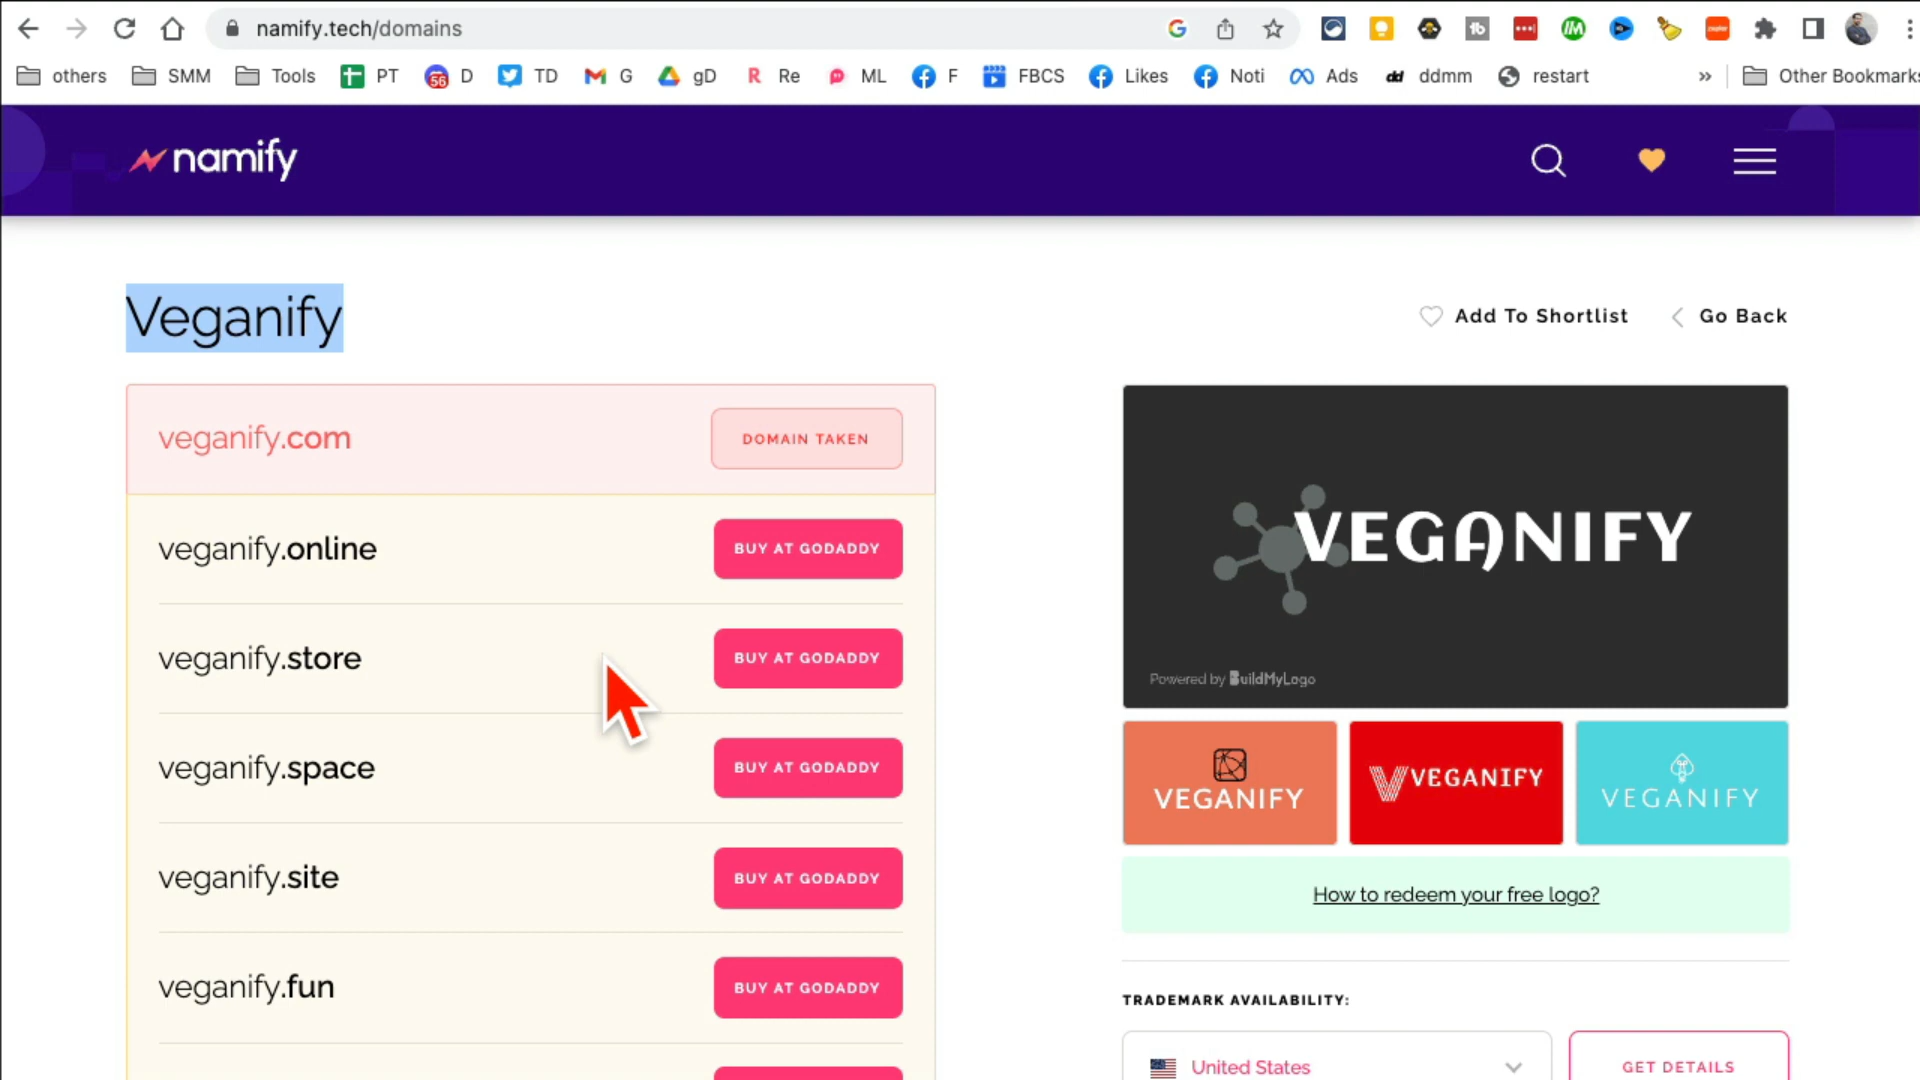 namify.tech/domains
others SMM Tools PT 56 D TD G gD R Re ML F FBCS Likes Noti Ads dd ddmm restart » Other Bookmarks
namify
Veganify
Add To Shortlist Go Back
veganify.com DOMAIN TAKEN
veganify.online BUY AT GODADDY
veganify.store BUY AT GODADDY
veganify.space BUY AT GODADDY
veganify.site BUY AT GODADDY
veganify.fun BUY AT GODADDY
VEGANIFY
Powered by BuildMyLogo
VEGANIFY
VEGANIFY
VEGANIFY
How to redeem your free logo?
TRADEMARK AVAILABILITY:
United States
GET DETAILS